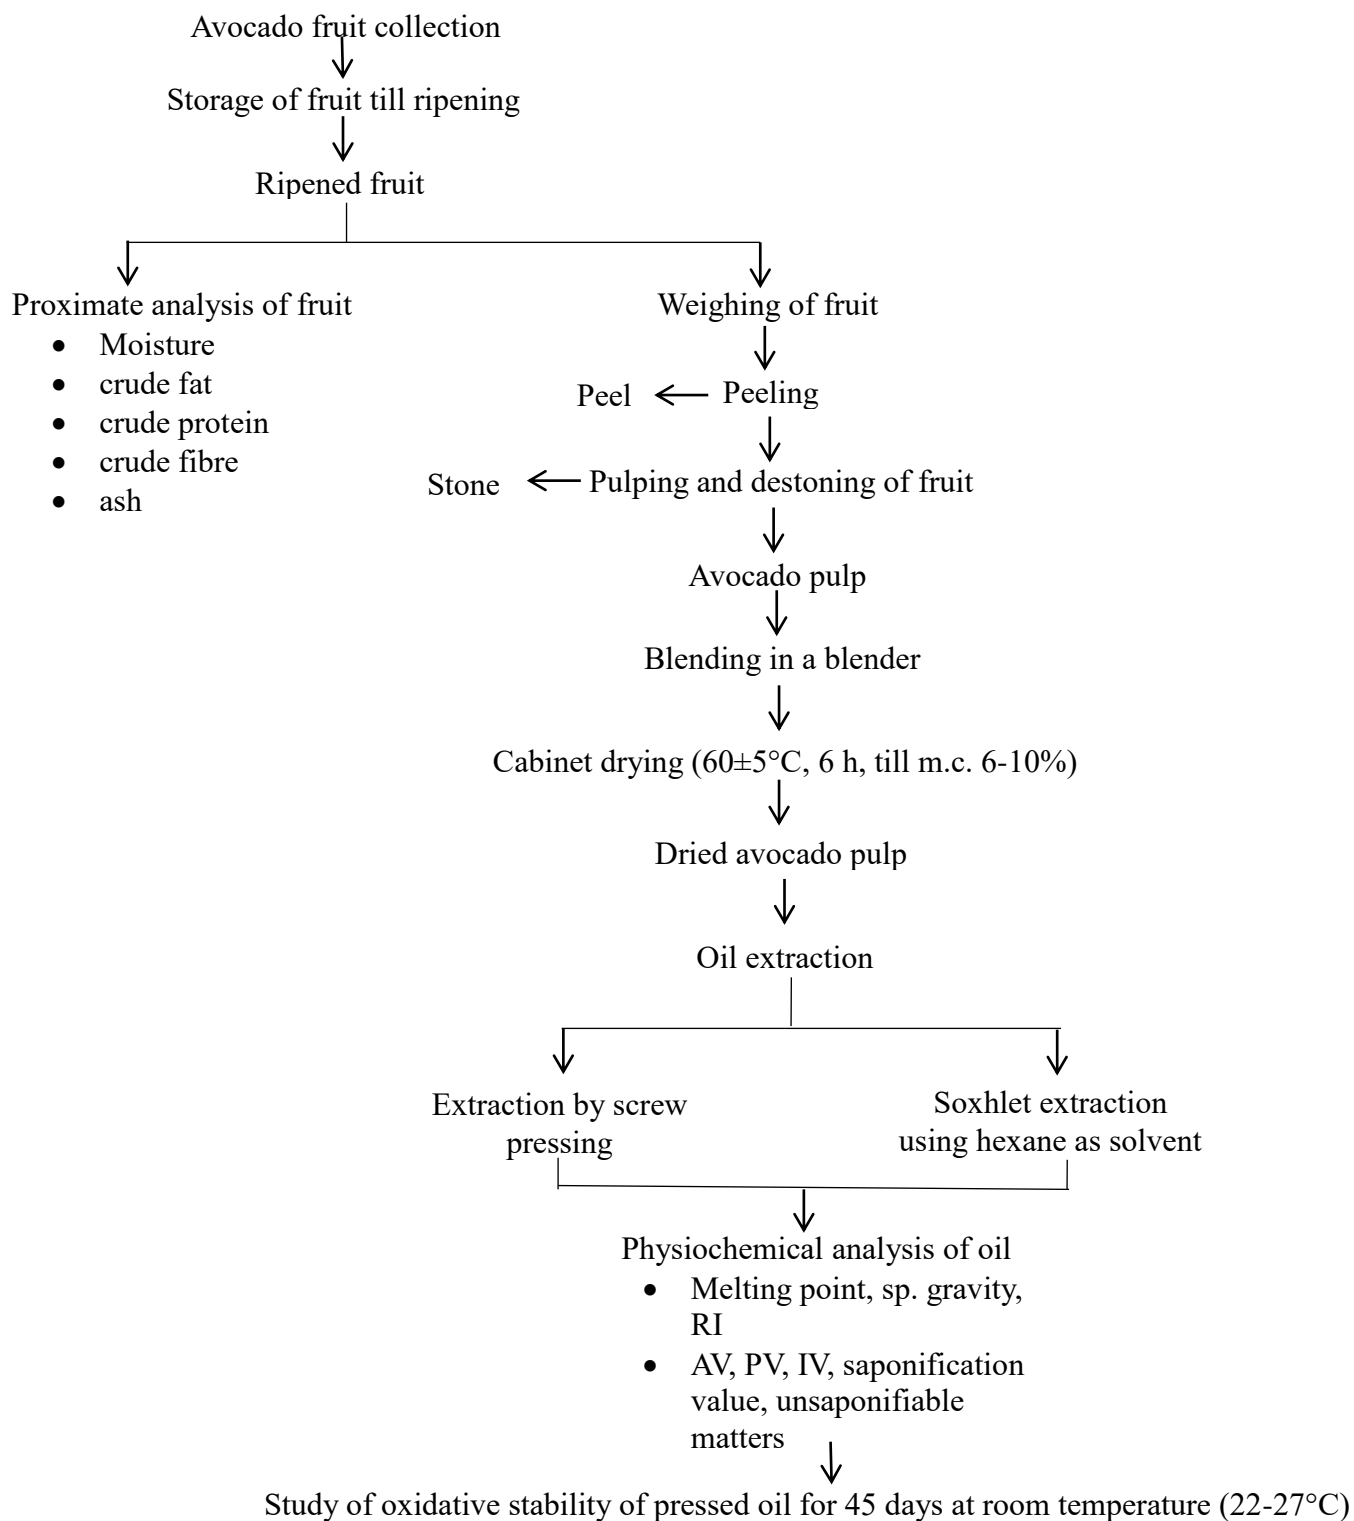 Avocado fruit collection
Storage of fruit till ripening
Ripened fruit
Proximate analysis of fruit
• Moisture
• crude fat
• crude protein
• crude fibre
• ash
Weighing of fruit
Peel
Peeling
Stone
Pulping and destoning of fruit
Avocado pulp
Blending in a blender
Cabinet drying (60±5°C, 6 h, till m.c. 6-10%)
Dried avocado pulp
Oil extraction
Extraction by screw
pressing
Soxhlet extraction
using hexane as solvent
Physiochemical analysis of oil
• Melting point, sp. gravity,
RI
• AV, PV, IV, saponification
value, unsaponifiable
matters
Study of oxidative stability of pressed oil for 45 days at room temperature (22-27°C)